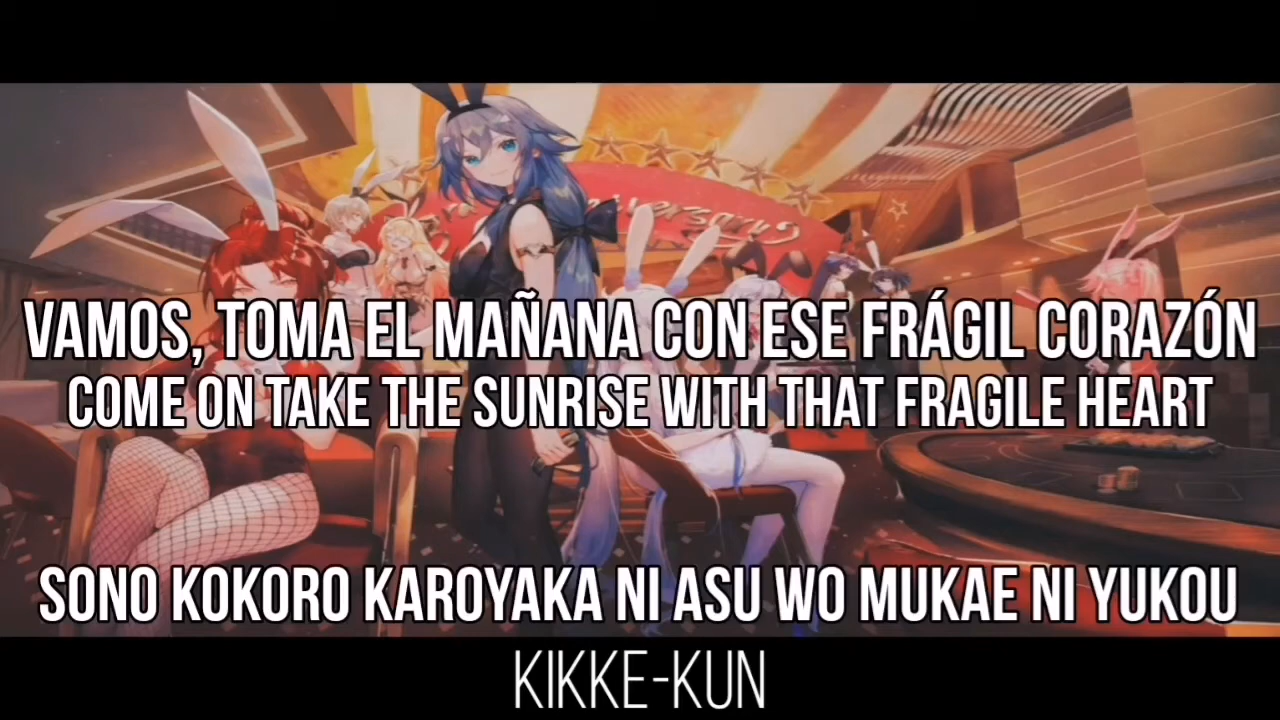 VAMOS, TOMA EL MAÑANA CON ESE FRÁGIL CORAZÓN
COME ON TAKE THE SUNRISE WITH THAT FRAGILE HEART
SONO KOKORO KAROYAKA NI ASU WO MUKAE NI YUKOU
KIKKE-KUN